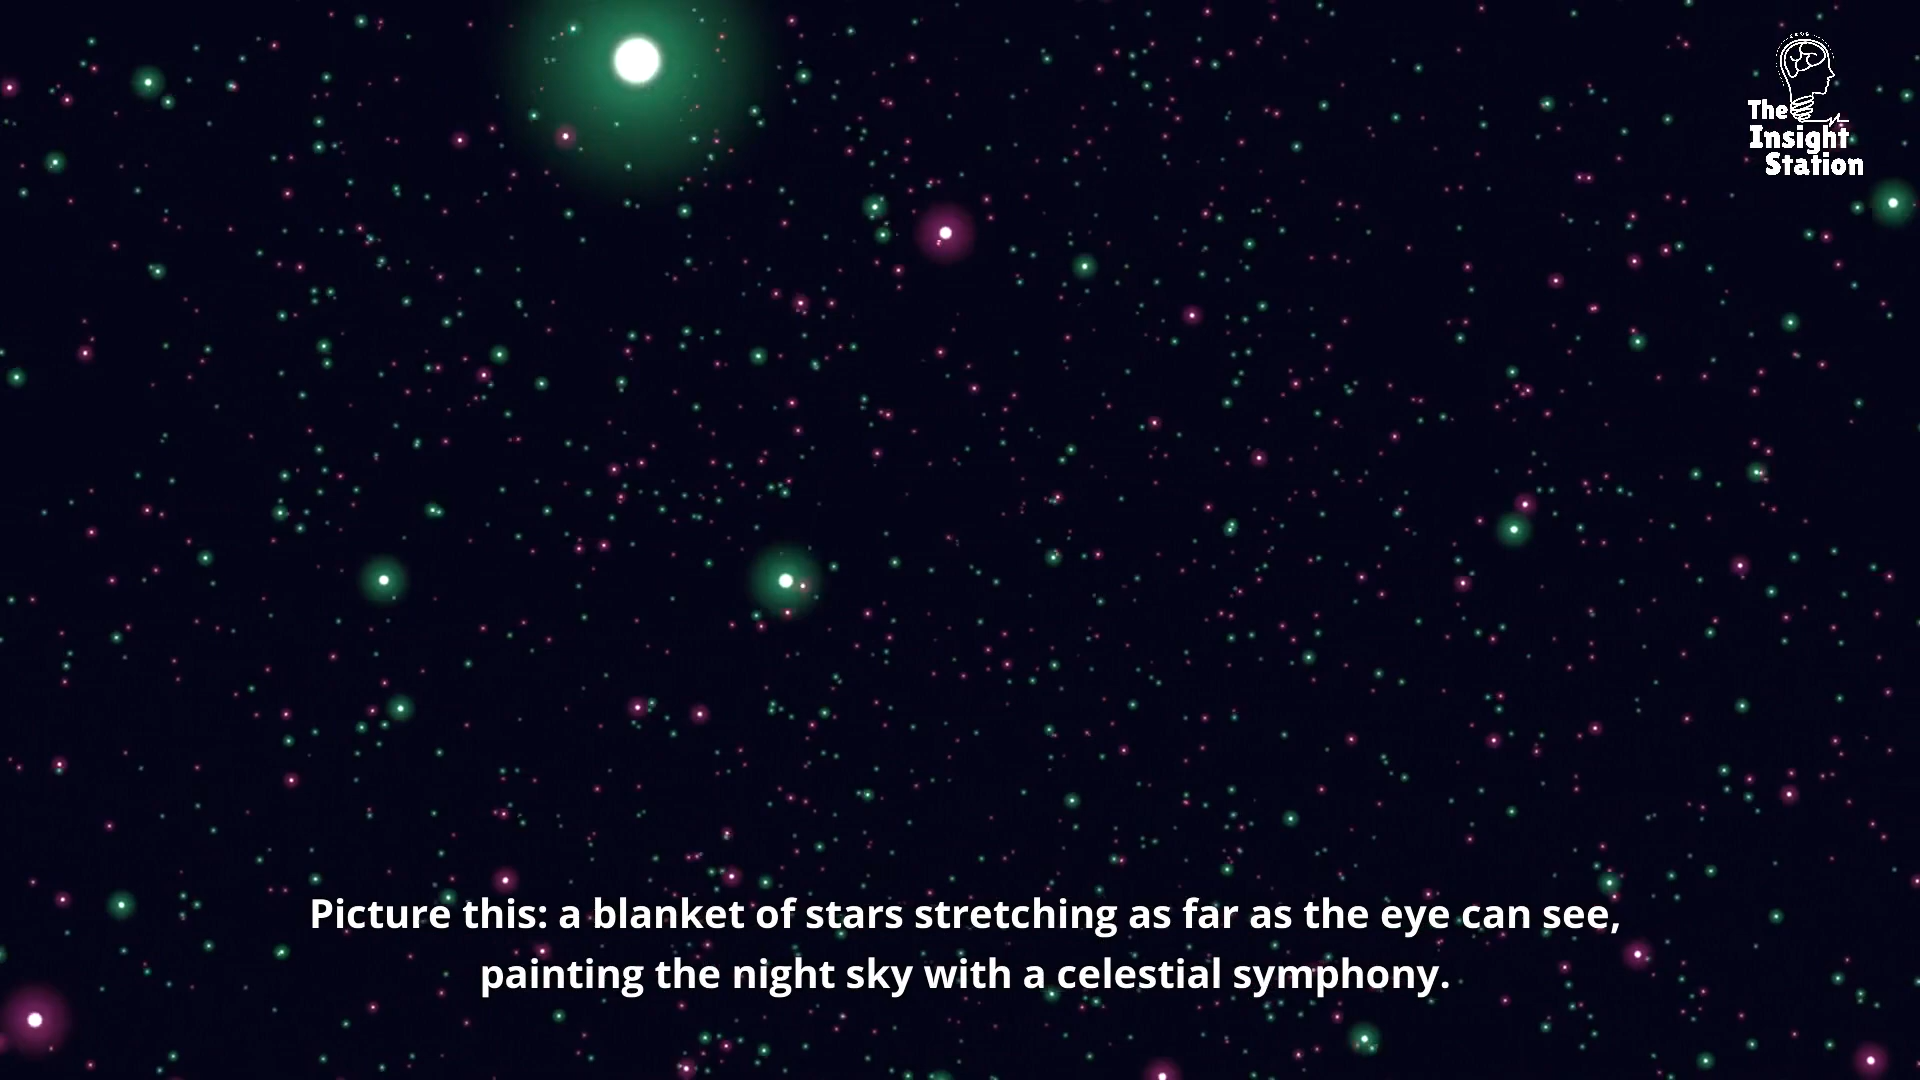 The
Insight
Station
Picture this: a blanket of stars stretching as far as the eye can see,
painting the night sky with a celestial symphony.